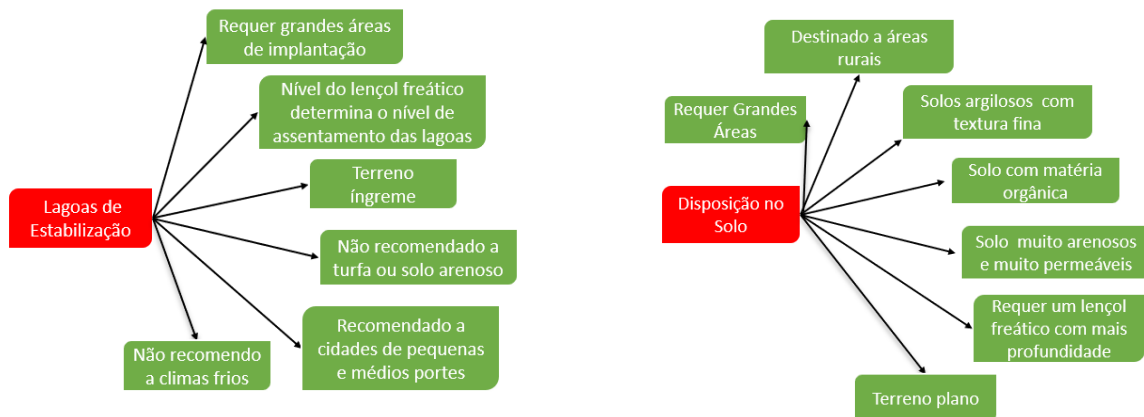 Requer grandes áreas
de implantação
Nível do lençol freático
determina o nível de
assentamento das lagoas
Terreno
íngreme
Lagoas de
Estabilização
Não recomendado a
turfa ou solo arenoso
Recomendado a
cidades de pequenas
e médios portes
Não recomendo
a climas frios
Destinado a áreas
rurais
Requer Grandes
Áreas
Solos argilosos com
textura fina
Solo com matéria
orgânica
Disposição no
Solo
Solo muito arenosos
e muito permeáveis
Requer um lençol
freático com mais
profundidade
Terreno plano